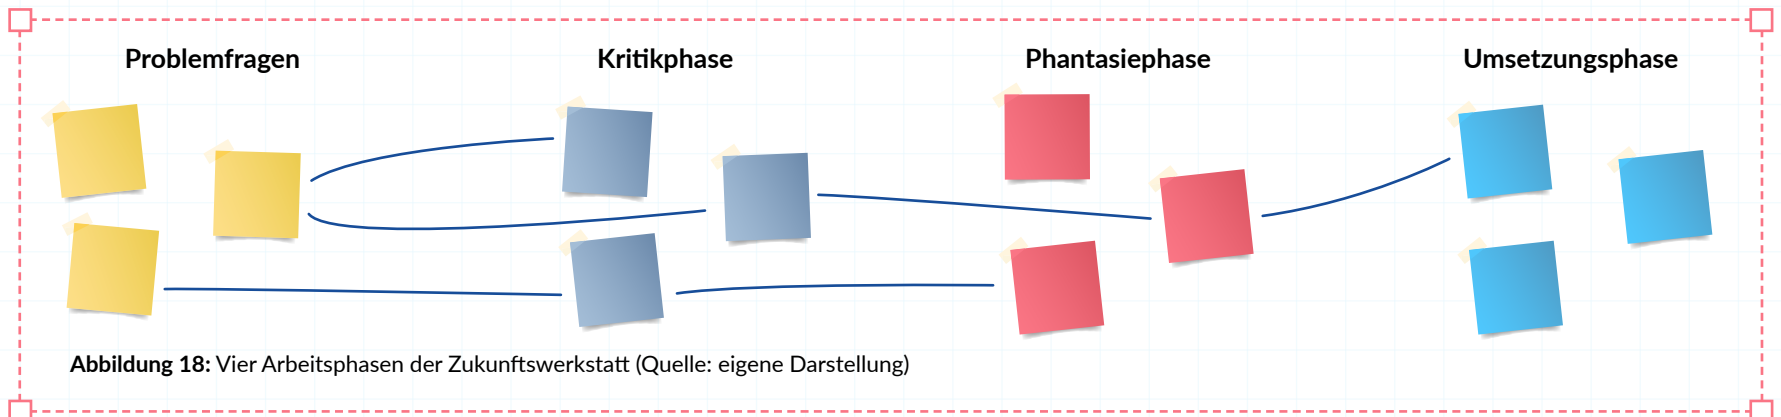 Problemfragen
Kritikphase
Phantasiephase
Umsetzungsphase
Abbildung 18: Vier Arbeitsphasen der Zukunftswerkstatt (Quelle: eigene Darstellung)